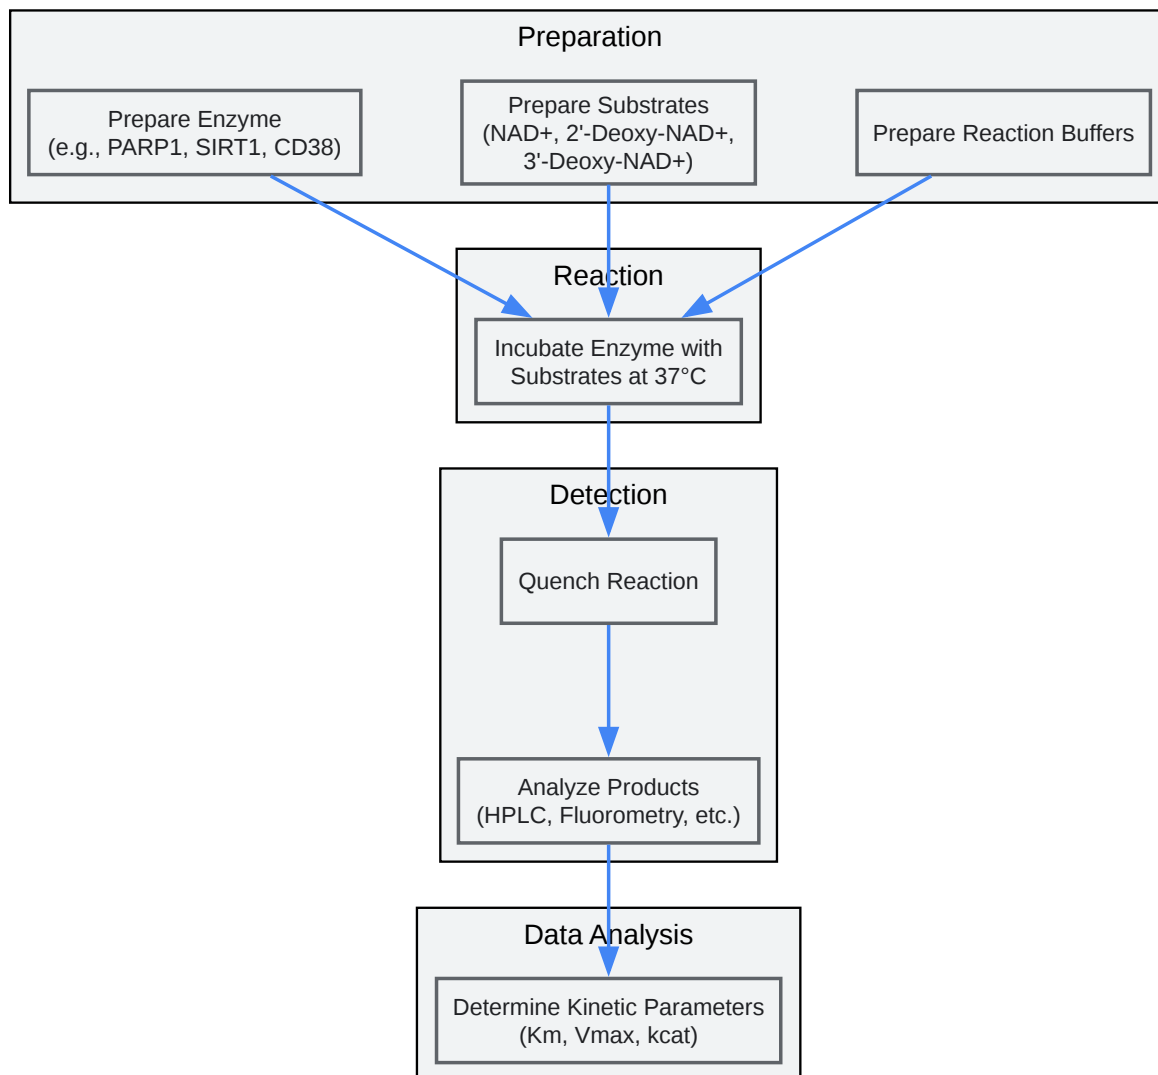 Preparation
Prepare Enzyme
(e.g., PARP1, SIRT1, CD38)
Prepare Substrates
(NAD+, 2'-Deoxy-NAD+,
3'-Deoxy-NAD+)
Prepare Reaction Buffers
Reaction
Incubate Enzyme with
Substrates at 37°C
Detection
Quench Reaction
Analyze Products
(HPLC, Fluorometry, etc.)
Data Analysis
Determine Kinetic Parameters
(Km, Vmax, kcat)